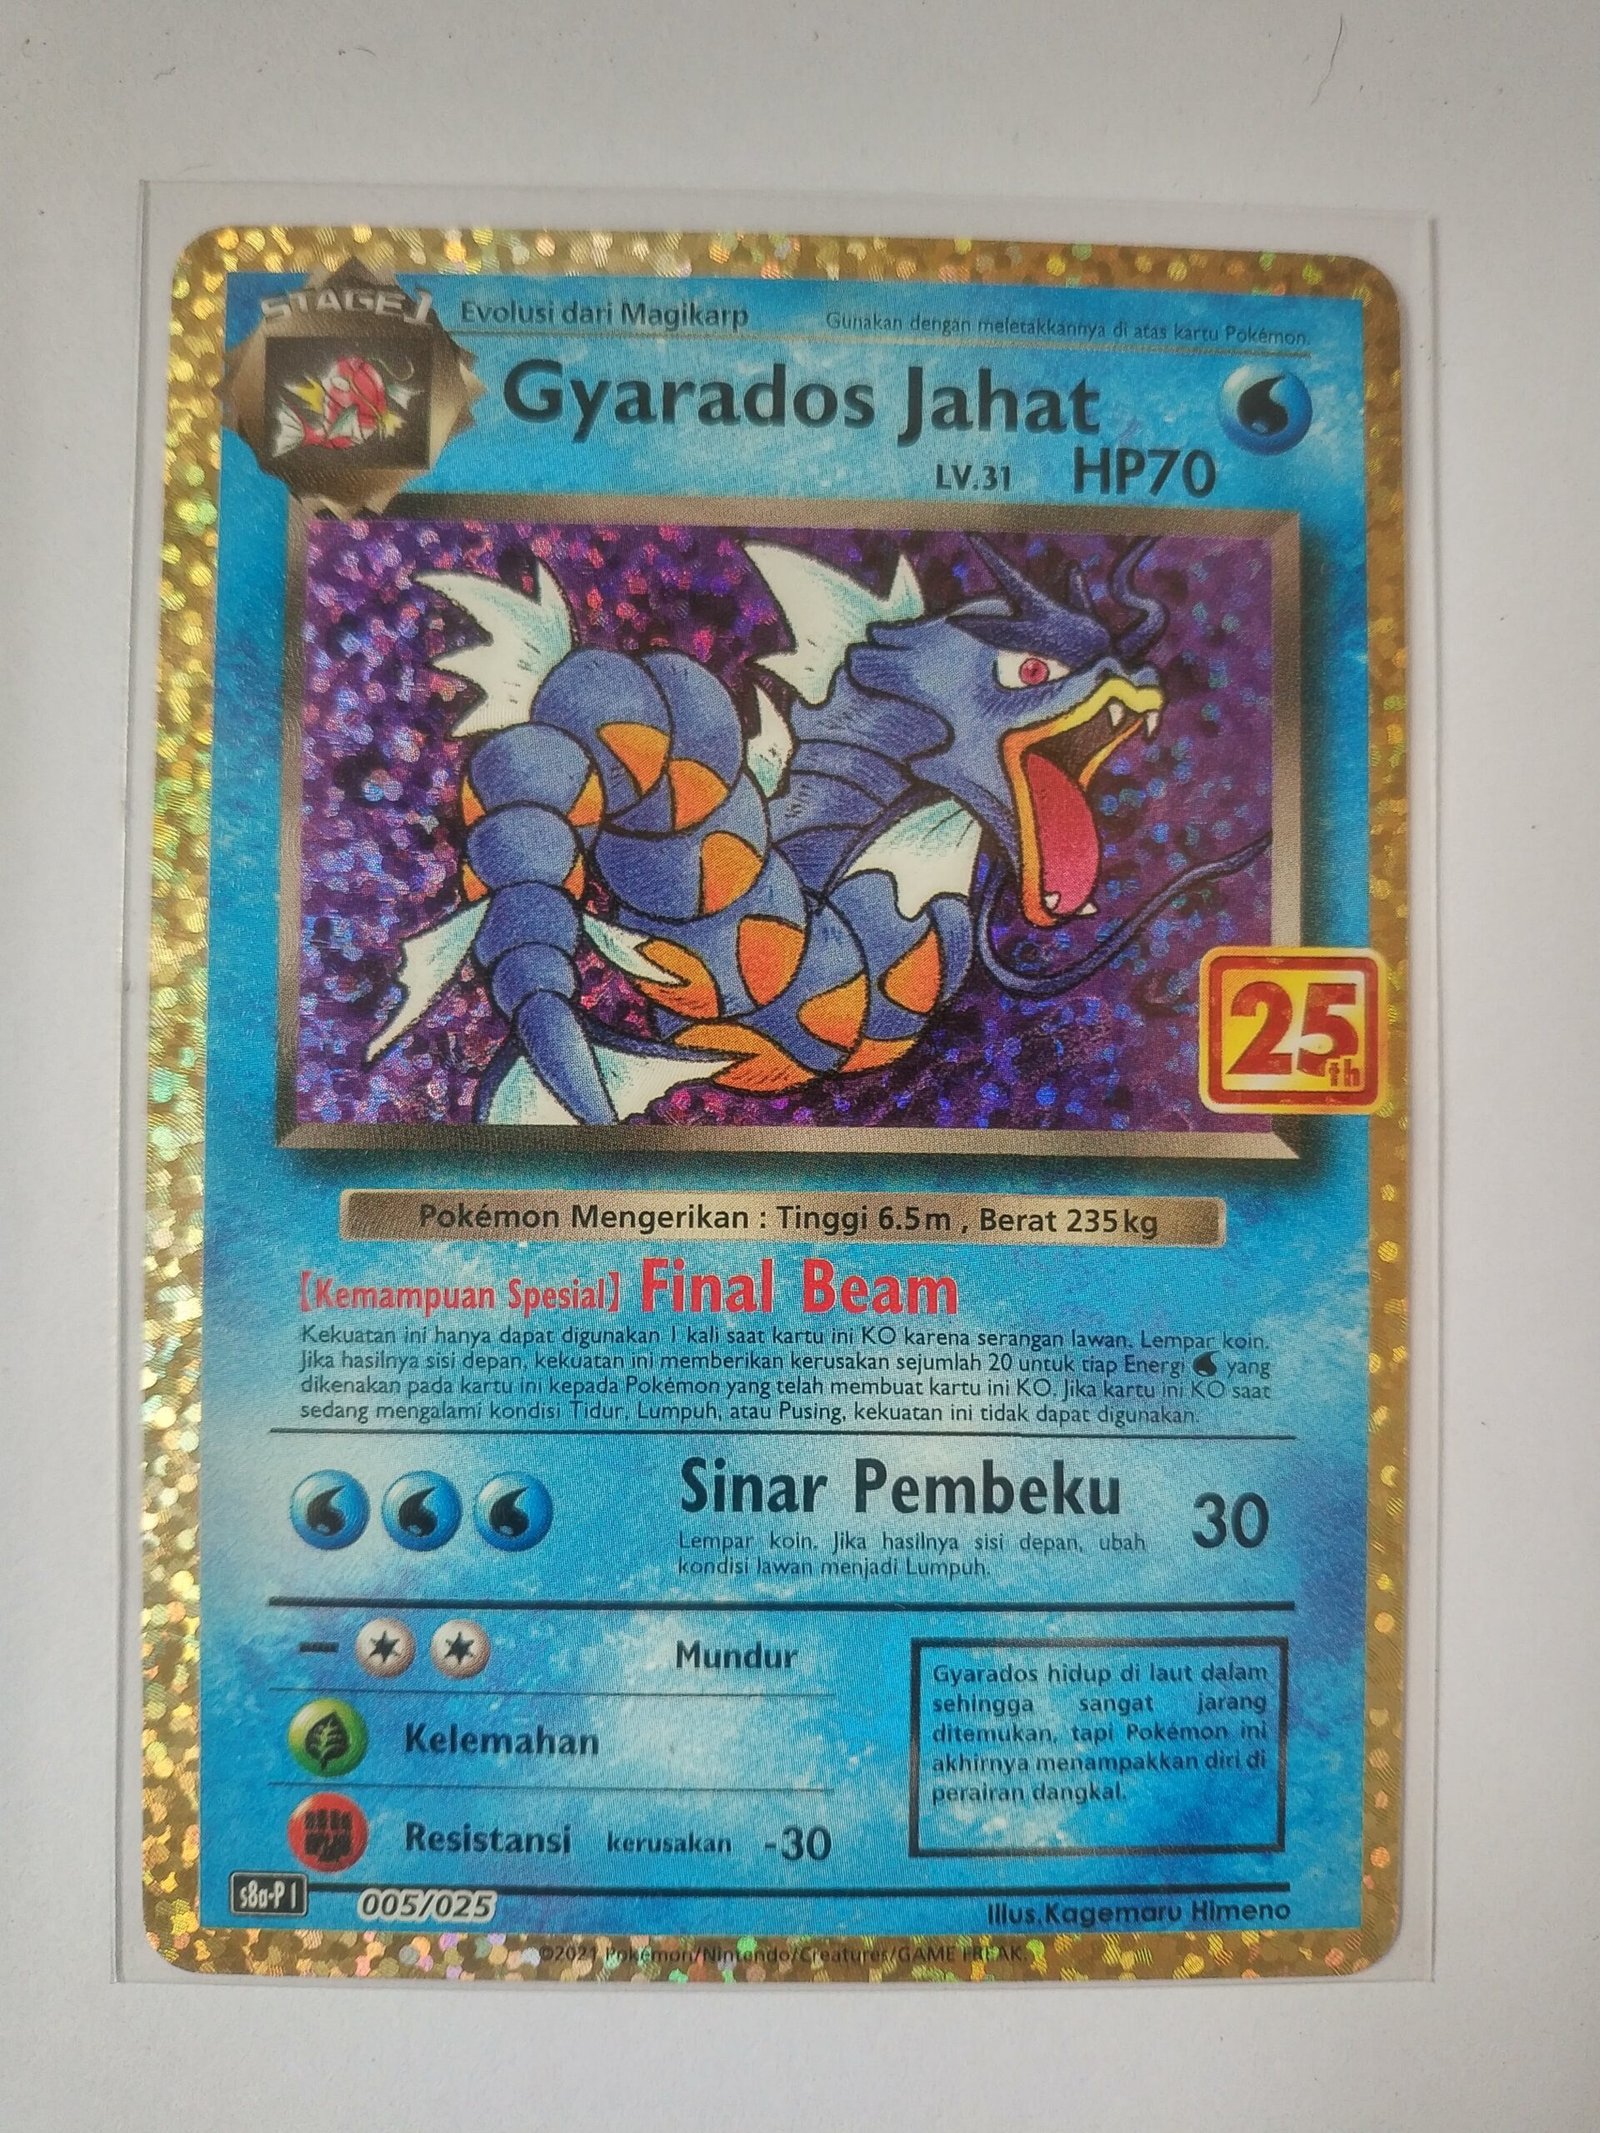 STAGE 1
Evolusi dari Magikarp
Gunakan dengan meletakkannya di atas kartu Pokémon.
Gyarados Jahat
LV.31 HP70
25th
Pokémon Mengerikan : Tinggi 6.5m , Berat 235kg
【Kemampuan Spesial】 Final Beam
Kekuatan ini hanya dapat digunakan 1 kali saat kartu ini KO karena serangan lawan. Lempar koin.
Jika hasilnya sisi depan, kekuatan ini memberikan kerusakan sejumlah 20 untuk tiap Energi yang
dikenakan pada kartu ini kepada Pokémon yang telah membuat kartu ini KO. Jika kartu ini KO saat
sedang mengalami kondisi Tidur, Lumpuh, atau Pusing, kekuatan ini tidak dapat digunakan.
Sinar Pembeku 30
Lempar koin. Jika hasilnya sisi depan, ubah
kondisi lawan menjadi Lumpuh.
Mundur
Kelemahan
Resistansi kerusakan -30
Gyarados hidup di laut dalam
sehingga sangat jarang
ditemukan, tapi Pokémon ini
akhirnya menampakkan diri di
perairan dangkal.
s8a-P I
005/025
Illus.Kagemaru Himeno
©2021 Pokémon/Nintendo/Creatures/GAME FREAK.